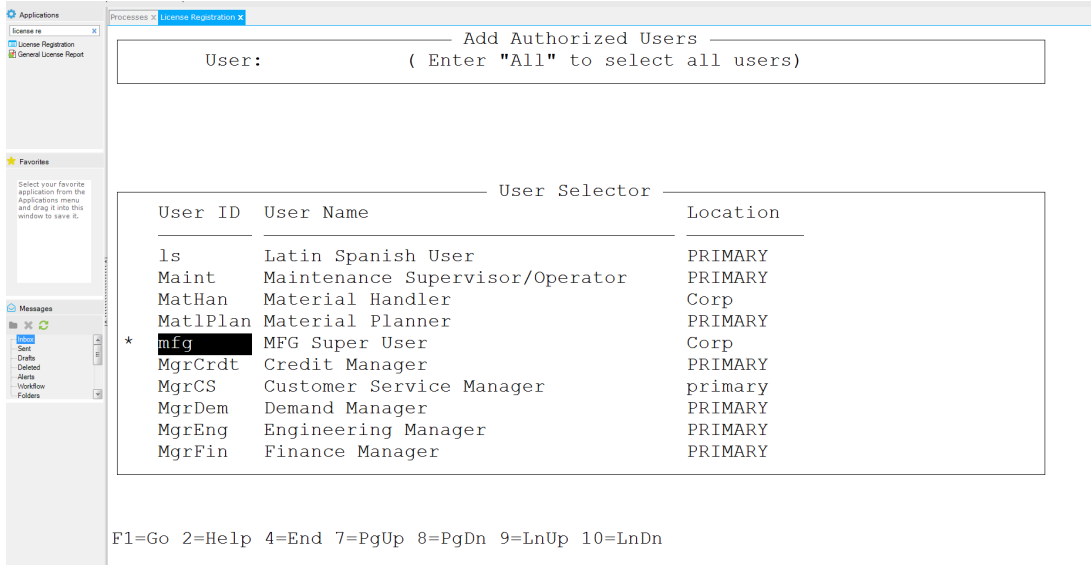 Applications
license re x
License Registration
General License Report
Favorites
Select your favorite
application from the
Applications menu
and drag it into this
window to save it.
Messages
Inbox
Sent
Drafts
Deleted
Alerts
Workflow
Folders
Processes x License Registration x
Add Authorized Users
User: ( Enter "All" to select all users)
User Selector
User ID User Name Location
ls Latin Spanish User PRIMARY
Maint Maintenance Supervisor/Operator PRIMARY
MatHan Material Handler Corp
MatlPlan Material Planner PRIMARY
* mfg MFG Super User Corp
MgrCrdt Credit Manager PRIMARY
MgrCS Customer Service Manager primary
MgrDem Demand Manager PRIMARY
MgrEng Engineering Manager PRIMARY
MgrFin Finance Manager PRIMARY
F1=Go 2=Help 4=End 7=PgUp 8=PgDn 9=LnUp 10=LnDn